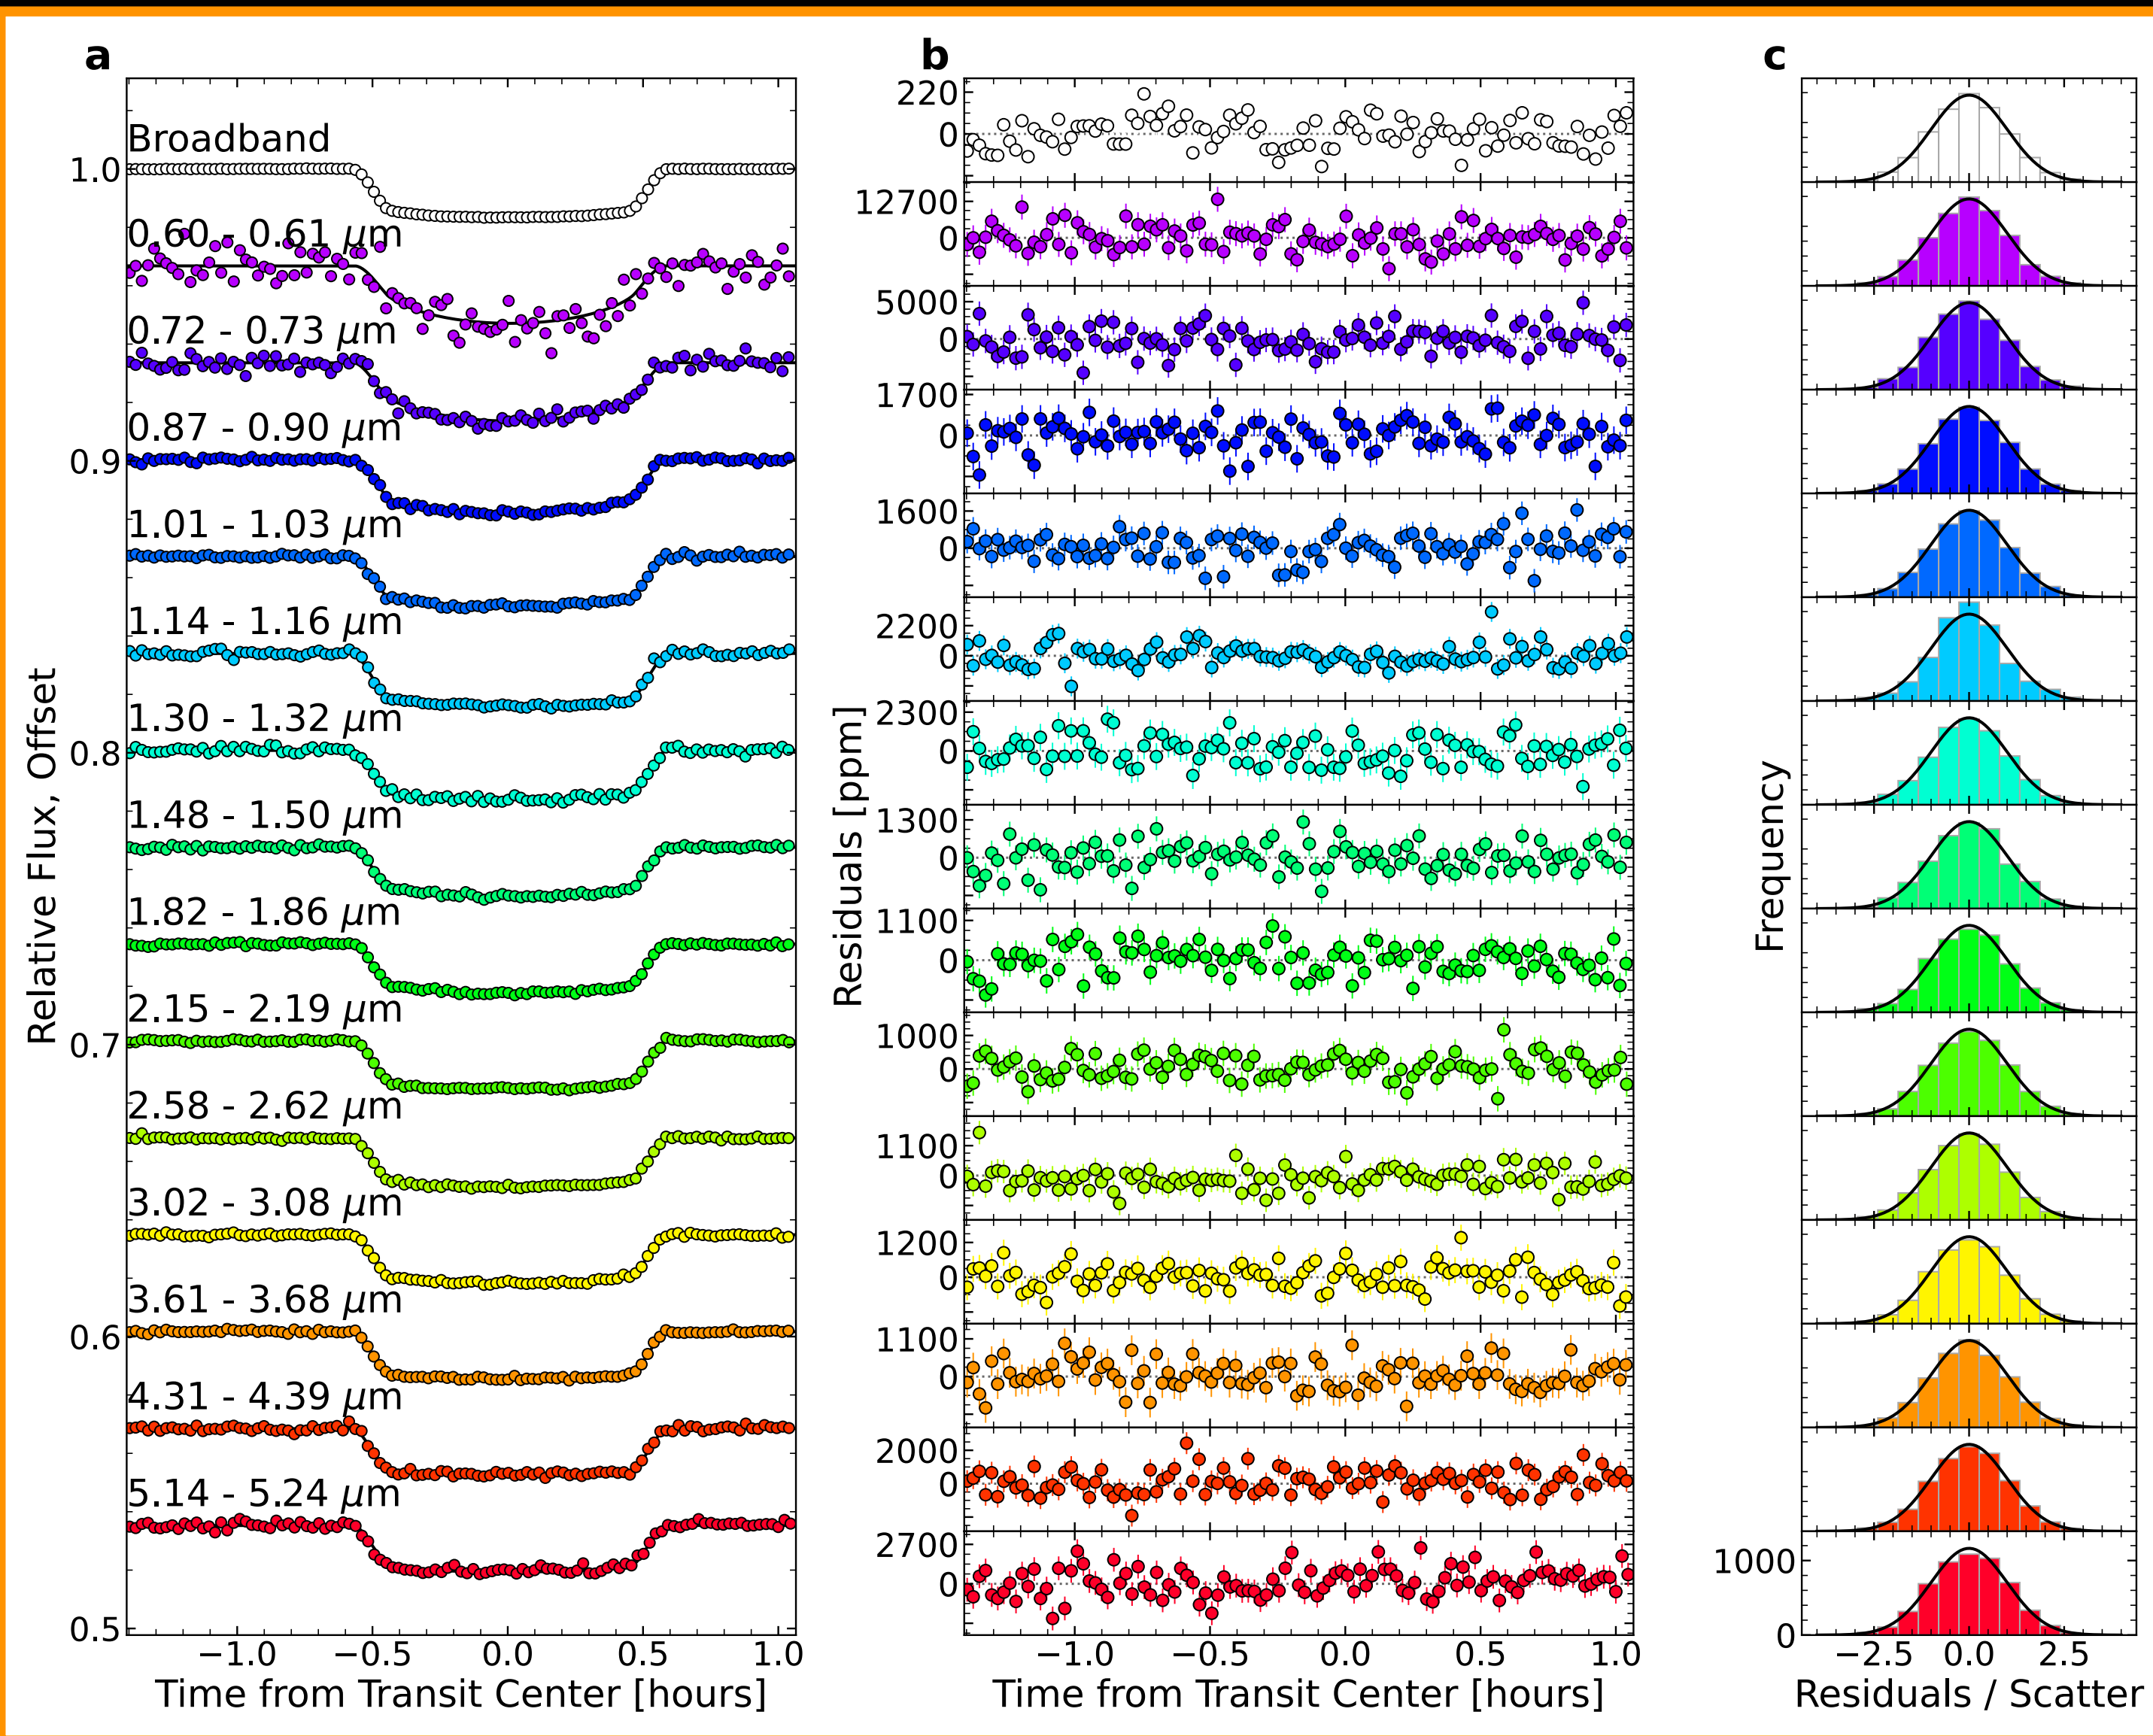 a
Broadband
0.60 - 0.61 μm
0.72 - 0.73 μm
0.87 - 0.90 μm
1.01 - 1.03 μm
1.14 - 1.16 μm
1.30 - 1.32 μm
1.48 - 1.50 μm
1.82 - 1.86 μm
2.15 - 2.19 μm
2.58 - 2.62 μm
3.02 - 3.08 μm
3.61 - 3.68 μm
4.31 - 4.39 μm
5.14 - 5.24 μm
1.0
0.9
0.8
0.7
0.6
0.5
Relative Flux, Offset
−1.0 −0.5 0.0 0.5 1.0
Time from Transit Center [hours]
b
220
0
12700
0
5000
0
1700
0
1600
0
2200
0
2300
0
1300
0
1100
0
1000
0
1100
0
1200
0
1100
0
2000
0
2700
0
Residuals [ppm]
−1.0 −0.5 0.0 0.5 1.0
Time from Transit Center [hours]
c
Frequency
1000
0
−2.5 0.0 2.5
Residuals / Scatter